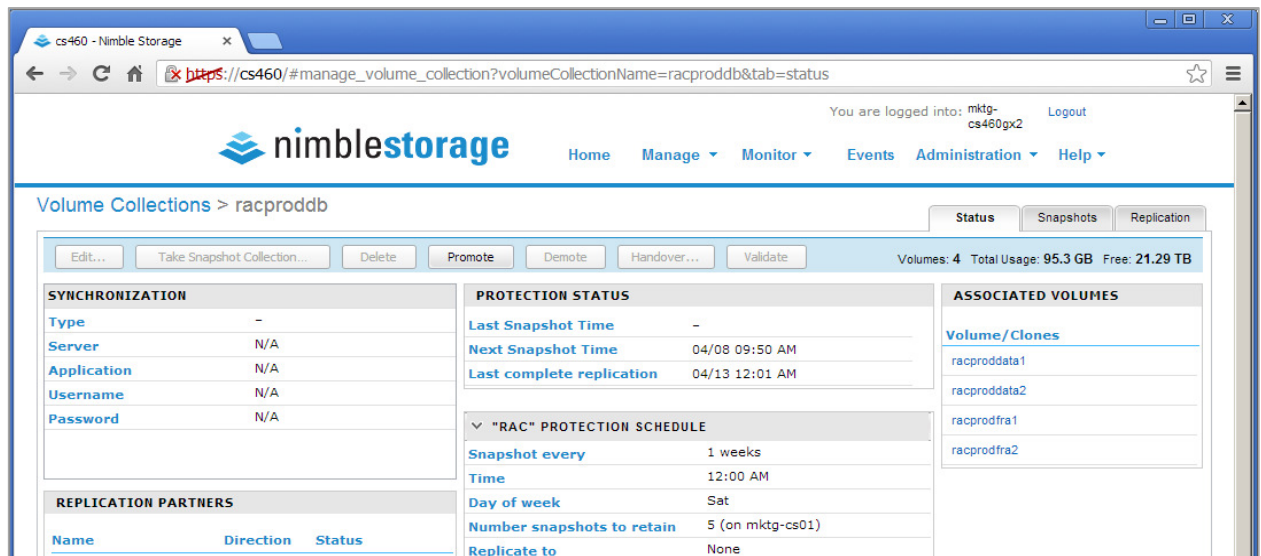 cs460 - Nimble Storage
https://cs460/#manage_volume_collection?volumeCollectionName=racproddb&tab=status
You are logged into: mktg-cs460gx2 Logout
nimblestorage
Home Manage Monitor Events Administration Help
Volume Collections > racproddb
Status Snapshots Replication
Edit... Take Snapshot Collection... Delete Promote Demote Handover... Validate Volumes: 4 Total Usage: 95.3 GB Free: 21.29 TB
SYNCHRONIZATION
Type –
Server N/A
Application N/A
Username N/A
Password N/A
REPLICATION PARTNERS
Name Direction Status
PROTECTION STATUS
Last Snapshot Time –
Next Snapshot Time 04/08 09:50 AM
Last complete replication 04/13 12:01 AM
"RAC" PROTECTION SCHEDULE
Snapshot every 1 weeks
Time 12:00 AM
Day of week Sat
Number snapshots to retain 5 (on mktg-cs01)
Replicate to None
ASSOCIATED VOLUMES
Volume/Clones
racproddata1
racproddata2
racprodfra1
racprodfra2